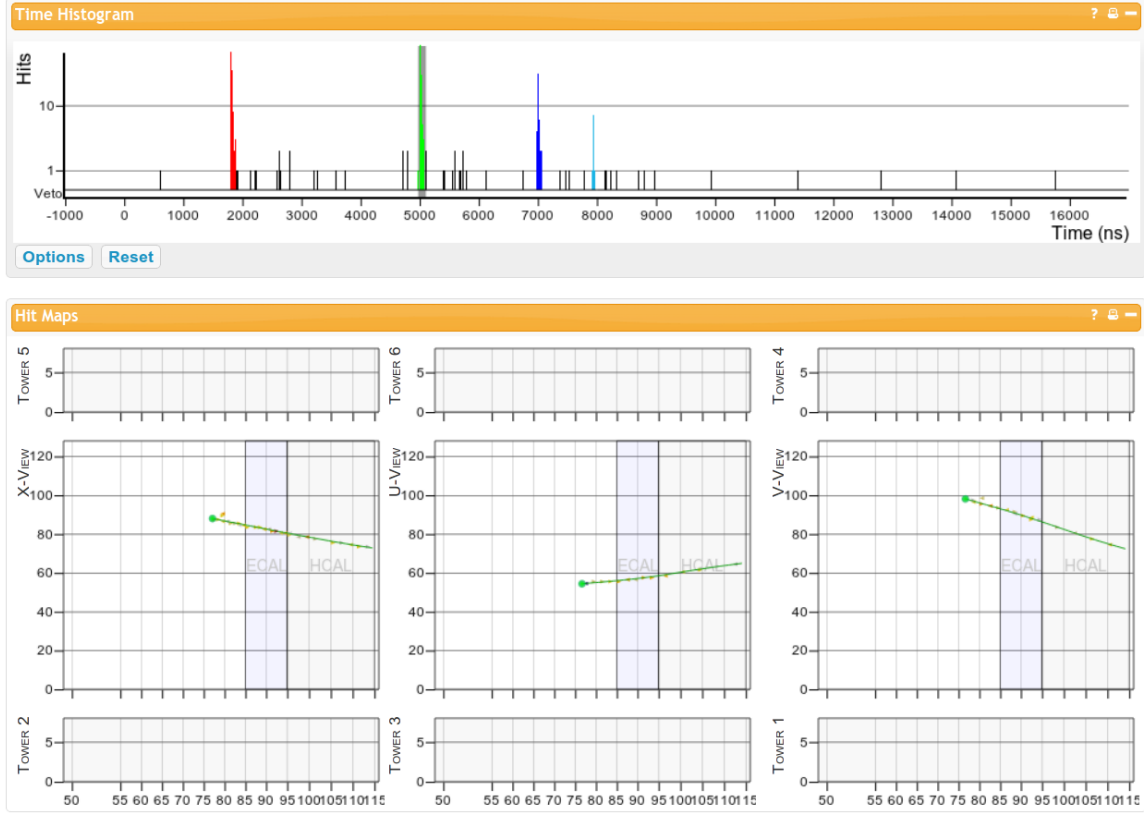 Time Histogram ? −
Hits
10
1
Veto
-1000 0 1000 2000 3000 4000 5000 6000 7000 8000 9000 10000 11000 12000 13000 14000 15000 16000
Time (ns)
Options Reset
Hit Maps ? −
TOWER 5 5 0 TOWER 6 5 0 TOWER 4 5 0
X-VIEW U-VIEW V-VIEW
120 120 120
100 100 100
80 80 80
60 ECAL HCAL 60 ECAL HCAL 60 ECAL HCAL
40 40 40
20 20 20
0 0 0
TOWER 2 5 0 TOWER 3 5 0 TOWER 1 5 0
50 55 60 65 70 75 80 85 90 95 100 105 110 115 50 55 60 65 70 75 80 85 90 95 100 105 110 115 50 55 60 65 70 75 80 85 90 95 100 105 110 115